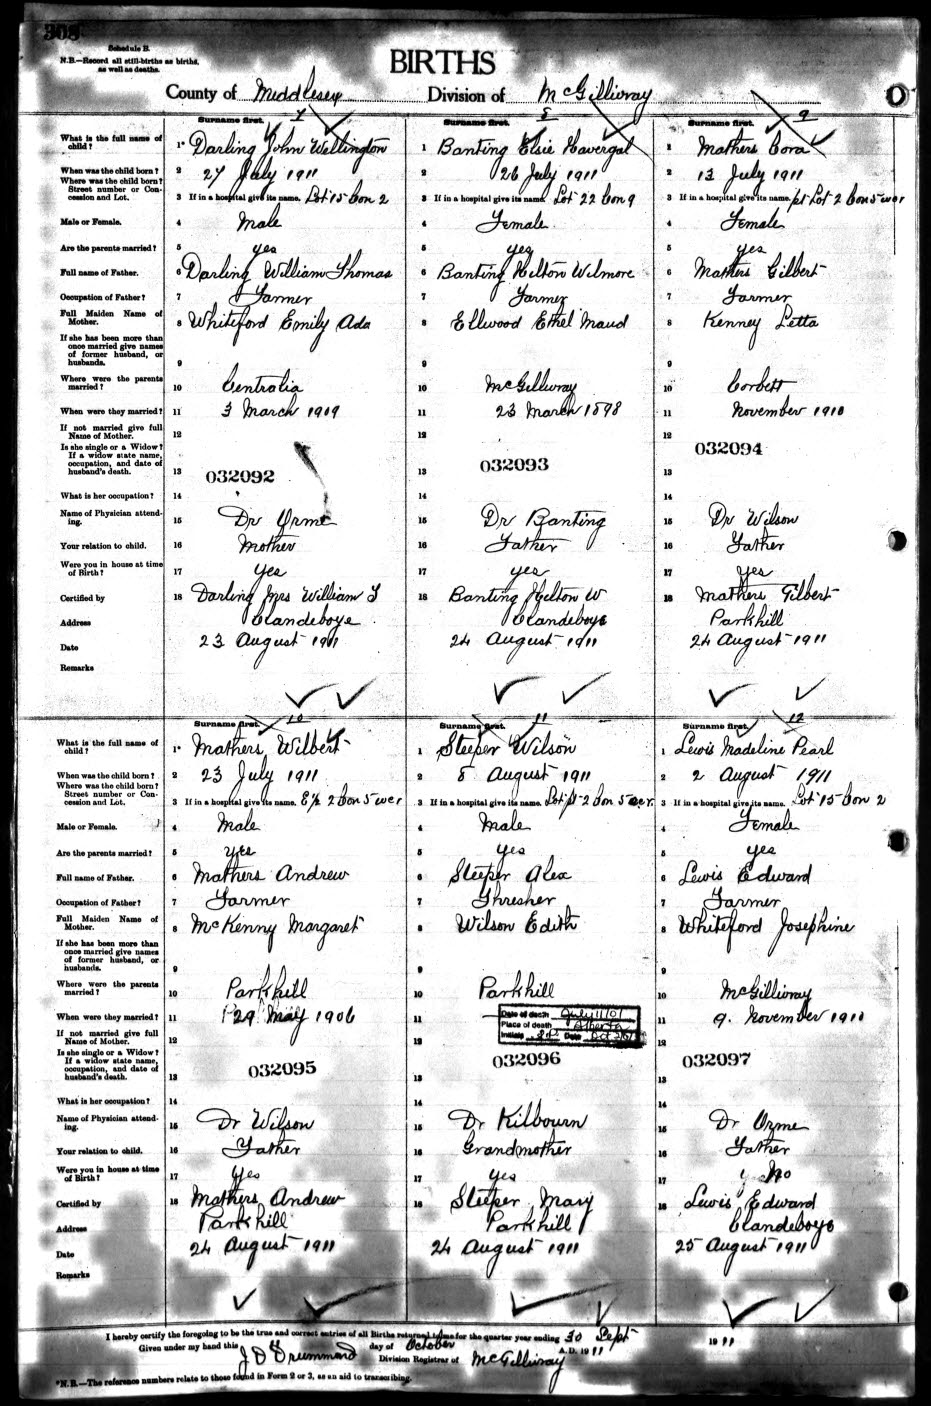 308
Schedule B.
N.B.—Record all still-births as births,
as well as deaths.
BIRTHS
County of Middlesex Division of McGillivray
Surname first. 7
What is the full name of child? 1* Darling John Wellington
When was the child born? 2 27 July 1911
Where was the child born? Street number or Concession and Lot. 3 If in a hospital give its name. Lot 15 Con 2
Male or Female. 4 Male
Are the parents married? 5 yes
Full name of Father. 6 Darling William Thomas
Occupation of Father? 7 Farmer
Full Maiden Name of Mother. 8 Whiteford Emily Ada
If she has been more than once married give names of former husband, or husbands. 9
Where were the parents married? 10 Centralia
When were they married? 11 3 March 1909
If not married give full Name of Mother. 12
Is she single or a Widow? If a widow state name, occupation, and date of husband's death. 13 032092
What is her occupation? 14
Name of Physician attending. 15 Dr Orme
Your relation to child. 16 Mother
Were you in house at time of Birth? 17 Yes
Certified by 18 Darling Mrs William T
Address Clandeboye
Date 23 August 1911
Remarks
Surname first. 8
1 Banting Elsie Havergal
2 26 July 1911
3 If in a hospital give its name. Lot 22 Con 9
4 Female
5 yes
6 Banting Helton Wilmore
7 Farmer
8 Ellwood Ethel Maud
9
10 McGillivray
11 23 March 1898
12
13 032093
14
15 Dr Banting
16 Father
17 yes
18 Banting Helton W
Clandeboye
24 August 1911
Surname first. 9
1 Mathers Cora
2 13 July 1911
3 If in a hospital give its name. pt Lot 2 Con 5 wcr
4 Female
5 yes
6 Mathers Gilbert
7 Farmer
8 Kenney Letta
9
10 Corbett
11 November 1910
12
13 032094
14
15 Dr Wilson
16 Father
17 Yes
18 Mathers Gilbert
Parkhill
24 August 1911
Surname first. 10
What is the full name of child? 1* Mathers Wilbert
When was the child born? 2 23 July 1911
Where was the child born? Street number or Concession and Lot. 3 If in a hospital give its name. E½ 2 Con 5 wcr
Male or Female. 4 Male
Are the parents married? 5 yes
Full name of Father. 6 Mathers Andrew
Occupation of Father? 7 Farmer
Full Maiden Name of Mother. 8 McKenny Margaret
If she has been more than once married give names of former husband, or husbands. 9
Where were the parents married? 10 Parkhill
When were they married? 11 29 May 1906
If not married give full Name of Mother. 12
Is she single or a Widow? If a widow state name, occupation, and date of husband's death. 13 032095
What is her occupation? 14
Name of Physician attending. 15 Dr Wilson
Your relation to child. 16 Father
Were you in house at time of Birth? 17 Yes
Certified by 18 Mathers Andrew
Address Parkhill
Date 24 August 1911
Remarks
Surname first. 11
1 Steeper Wilson
2 8 August 1911
3 If in a hospital give its name. Lot pt 2 Con 5 wcr.
4 Male
5 Yes
6 Steeper Alex
7 Thresher
8 Wilson Edith
9
10 Parkhill
11
Date of death July 11/01
Place of death Alberta
Initials Date Oct
12
13 032096
14
15 Dr Kilbourn
16 Grandmother
17 yes
18 Steeper Mary
Parkhill
24 August 1911
Surname first. 12
1 Lewis Madeline Pearl
2 2 August 1911
3 If in a hospital give its name. Lot 15 Con 2
4 Female
5 yes
6 Lewis Edward
7 Farmer
8 Whiteford Josephine
9
10 McGillivray
11 9. November 1910
12
13 032097
14
15 Dr Orme
16 Father
17 No
18 Lewis Edward
Clandeboye
25 August 1911
I hereby certify the foregoing to be the true and correct entries of all Births returned to me for the quarter year ending 30 Sept 1911
Given under my hand this day of October A.D. 1911
J D Drummond Division Registrar of McGillivray
*N.B.—The reference numbers relate to those found in Form 2 or 3, as an aid to transcribing.